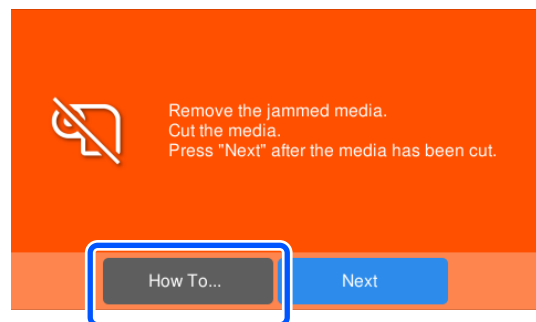 Remove the jammed media.
Cut the media.
Press "Next" after the media has been cut.
How To...
Next